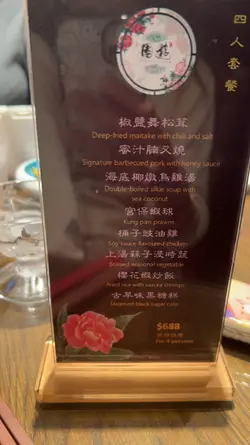 四人套餐
椒鹽舞松茸
Deep-fried maitake with chili and salt
蜜汁腩叉燒
Signature barbecued pork with honey sauce
海底椰燉烏雞湯
Double-boiled silkie soup with
sea coconut
宮保蝦球
Kung-pao prawns
桶子豉油雞
Soy sauce flavoured chicken
上湯蒜子浸時蔬
Braised seasonal vegetable
櫻花蝦炒飯
Fried rice with sakura shrimps
古早味黑糖糕
Steamed black sugar cake
$688
For 4 persons